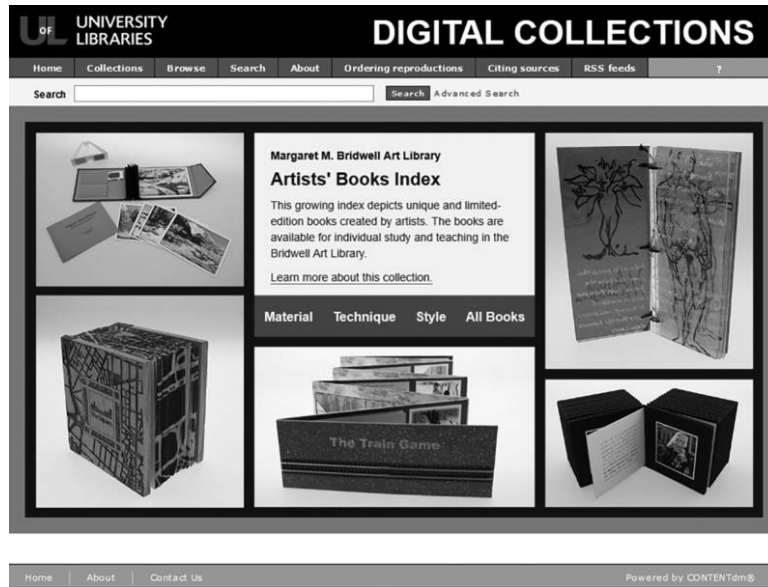 UL OF UNIVERSITY LIBRARIES
DIGITAL COLLECTIONS
Home Collections Browse Search About Ordering reproductions Citing sources RSS feeds ?
Search Search Advanced Search
Margaret M. Bridwell Art Library
Artists' Books Index
This growing index depicts unique and limited-
edition books created by artists. The books are
available for individual study and teaching in the
Bridwell Art Library.
Learn more about this collection.
Material Technique Style All Books
The Train Game
Home About Contact Us Powered by CONTENTdm®